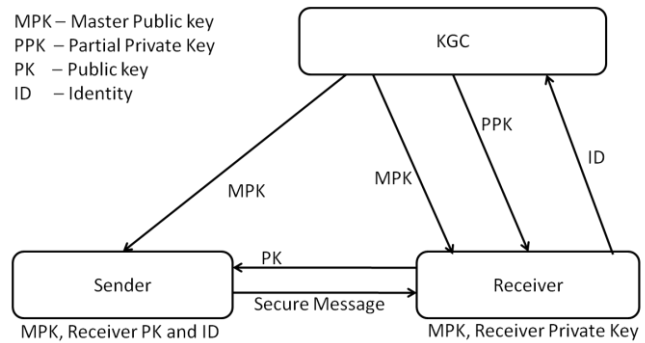 MPK – Master Public key
PPK – Partial Private Key
PK – Public key
ID – Identity
KGC
PPK
ID
MPK
MPK
PK
Sender
Receiver
Secure Message
MPK, Receiver PK and ID
MPK, Receiver Private Key